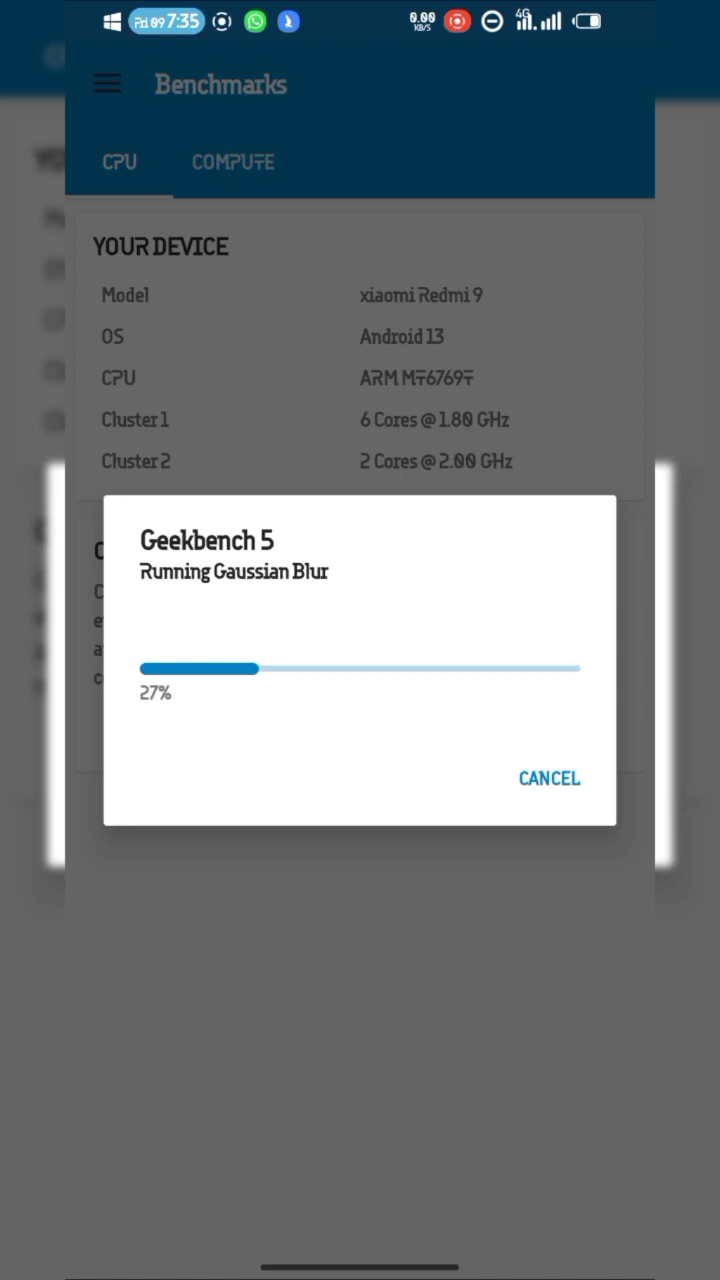 Fri 09 7:35 0.00 KB/S 4G
Benchmarks
CPU COMPUTE
YOUR DEVICE
Model xiaomi Redmi 9
OS Android 13
CPU ARM MT6769T
Cluster 1 6 Cores @ 1.80 GHz
Cluster 2 2 Cores @ 2.00 GHz
Geekbench 5
Running Gaussian Blur
27%
CANCEL